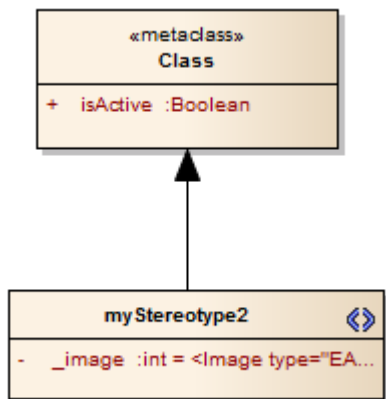 «metaclass»
Class
+ isActive :Boolean
myStereotype2
- _image :int = <Image type="EA...